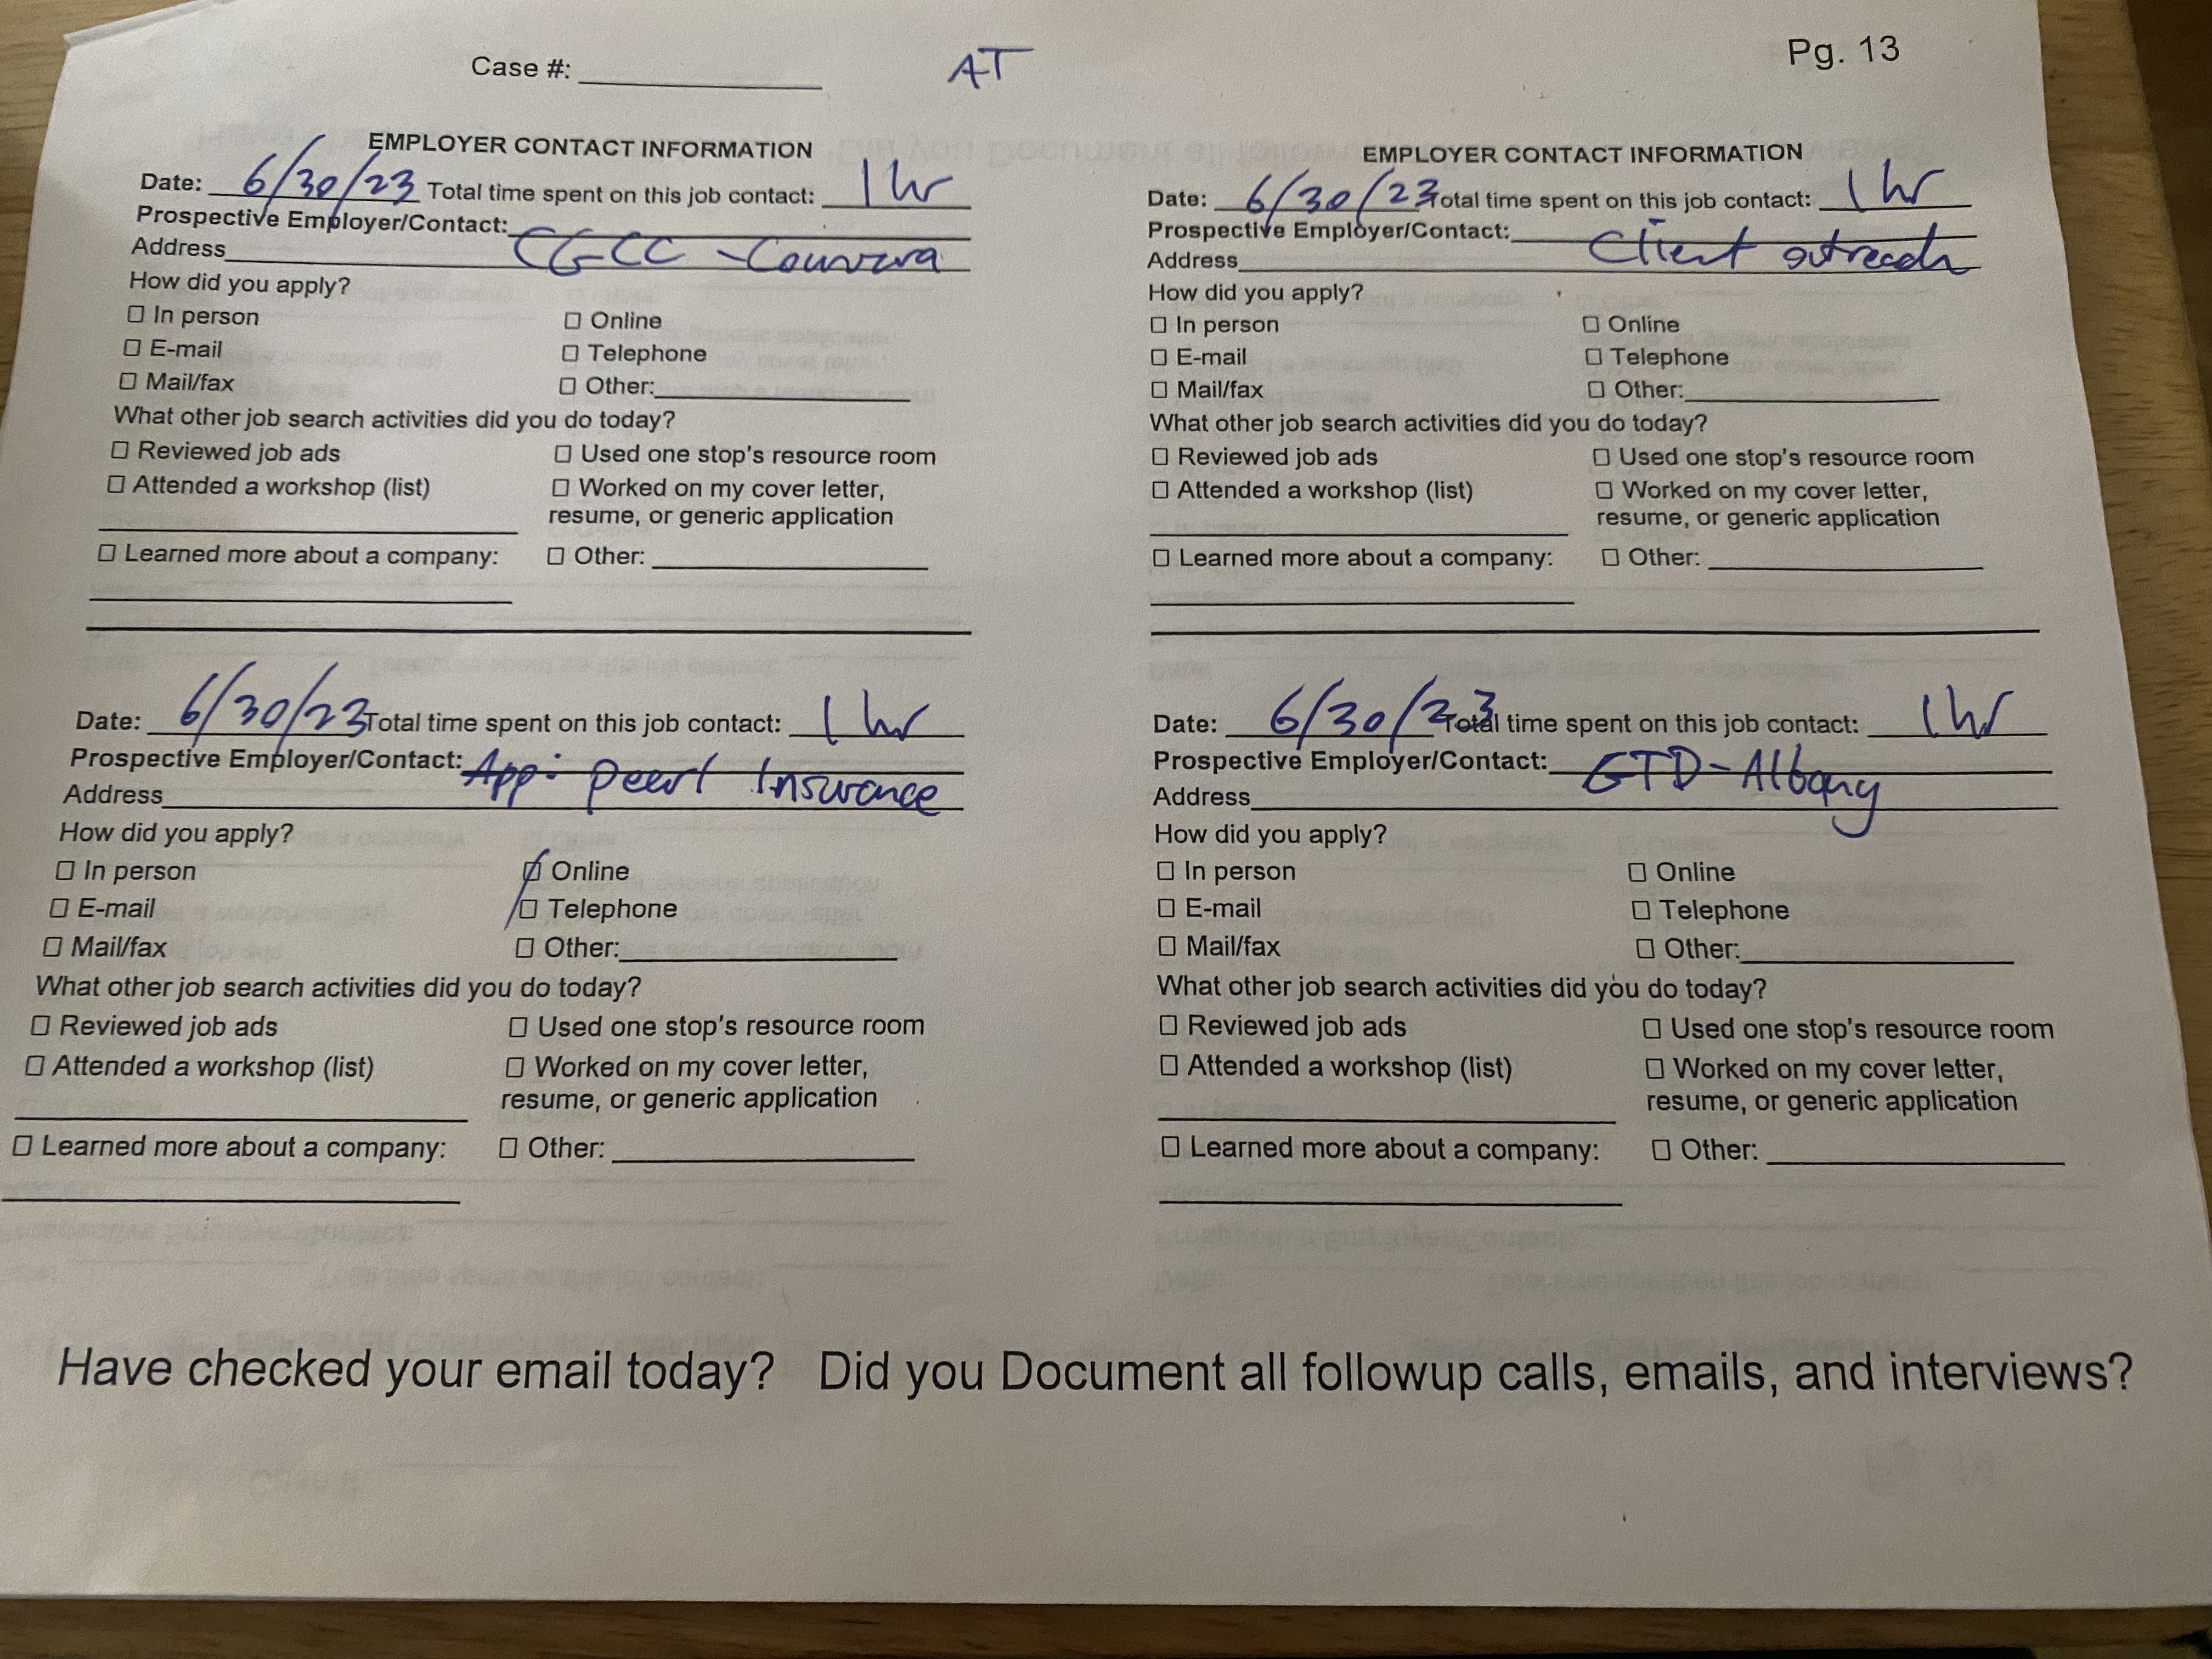 Case #: AT Pg. 13
EMPLOYER CONTACT INFORMATION
Date: 6/30/23 Total time spent on this job contact: 1 hr
Prospective Employer/Contact:
Address CGCC -
How did you apply?
☐ In person ☐ Online
☐ E-mail ☐ Telephone
☐ Mail/fax ☐ Other:
What other job search activities did you do today?
☐ Reviewed job ads ☐ Used one stop's resource room
☐ Attended a workshop (list) ☐ Worked on my cover letter,
resume, or generic application
☐ Learned more about a company: ☐ Other:
EMPLOYER CONTACT INFORMATION
Date: 6/30/23 Total time spent on this job contact: 1 hr
Prospective Employer/Contact:
Address Client outreach
How did you apply?
☐ In person ☐ Online
☐ E-mail ☐ Telephone
☐ Mail/fax ☐ Other:
What other job search activities did you do today?
☐ Reviewed job ads ☐ Used one stop's resource room
☐ Attended a workshop (list) ☐ Worked on my cover letter,
resume, or generic application
☐ Learned more about a company: ☐ Other:
Date: 6/30/23 Total time spent on this job contact: 1 hr
Prospective Employer/Contact: App: Pearl Insurance
Address
How did you apply?
☐ In person ☑ Online
☐ E-mail ☐ Telephone
☐ Mail/fax ☐ Other:
What other job search activities did you do today?
☐ Reviewed job ads ☐ Used one stop's resource room
☐ Attended a workshop (list) ☐ Worked on my cover letter,
resume, or generic application
☐ Learned more about a company: ☐ Other:
Date: 6/30/23 Total time spent on this job contact: 1 hr
Prospective Employer/Contact: GTD-Albany
Address
How did you apply?
☐ In person ☐ Online
☐ E-mail ☐ Telephone
☐ Mail/fax ☐ Other:
What other job search activities did you do today?
☐ Reviewed job ads ☐ Used one stop's resource room
☐ Attended a workshop (list) ☐ Worked on my cover letter,
resume, or generic application
☐ Learned more about a company: ☐ Other:
Have checked your email today? Did you Document all followup calls, emails, and interviews?